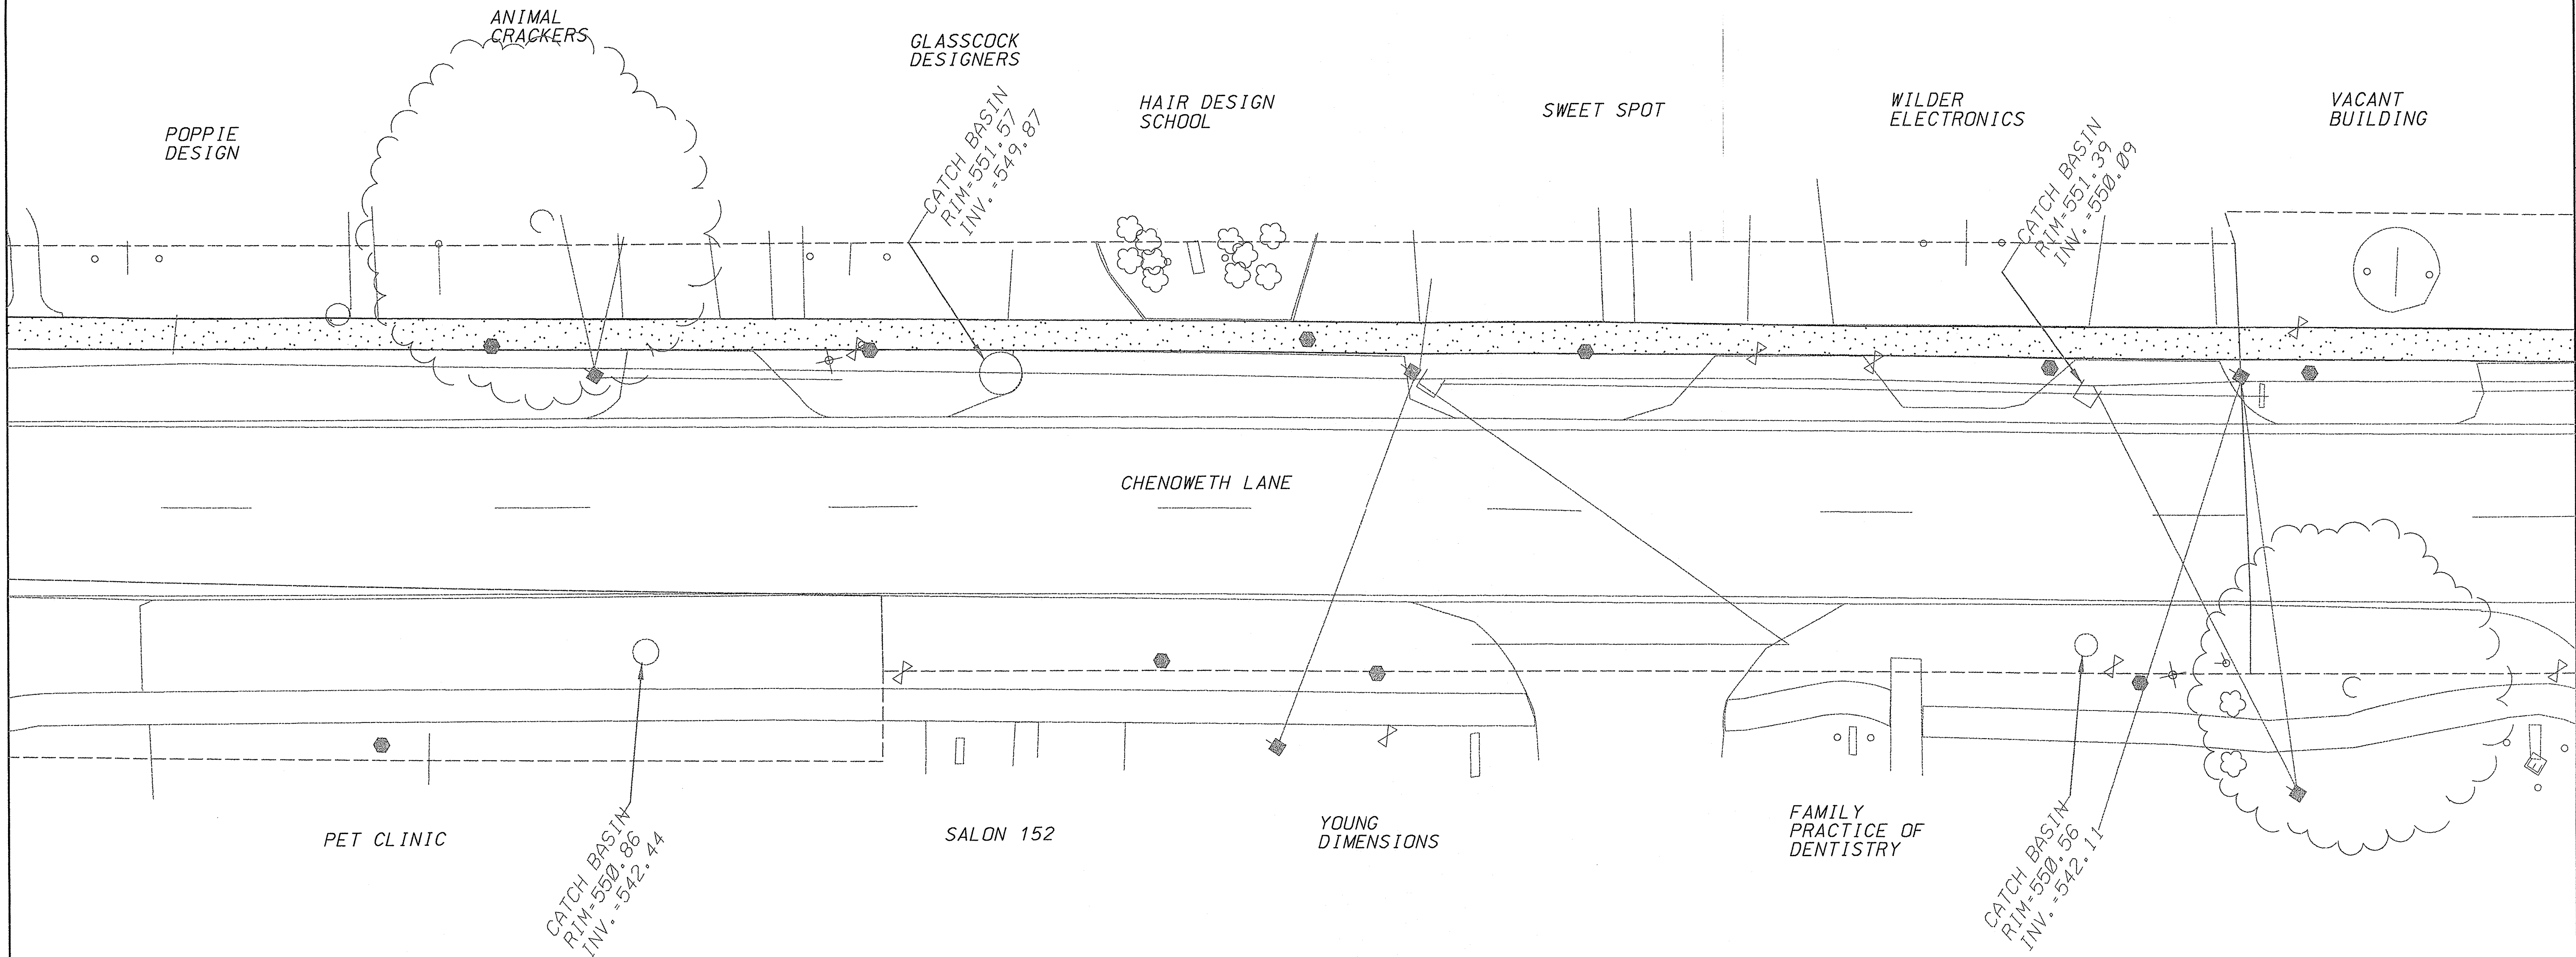 ANIMAL
CRACKERS
GLASSCOCK
DESIGNERS
POPPIE
DESIGN
CATCH BASIN
RIM=551.57
INV.=549.87
HAIR DESIGN
SCHOOL
SWEET SPOT
WILDER
ELECTRONICS
CATCH BASIN
RIM=551.39
INV.=550.09
VACANT
BUILDING
CHENOWETH LANE
PET CLINIC
CATCH BASIN
RIM=550.86
INV.=542.44
SALON 152
YOUNG
DIMENSIONS
FAMILY
PRACTICE OF
DENTISTRY
CATCH BASIN
RIM=550.56
INV.=542.11
E